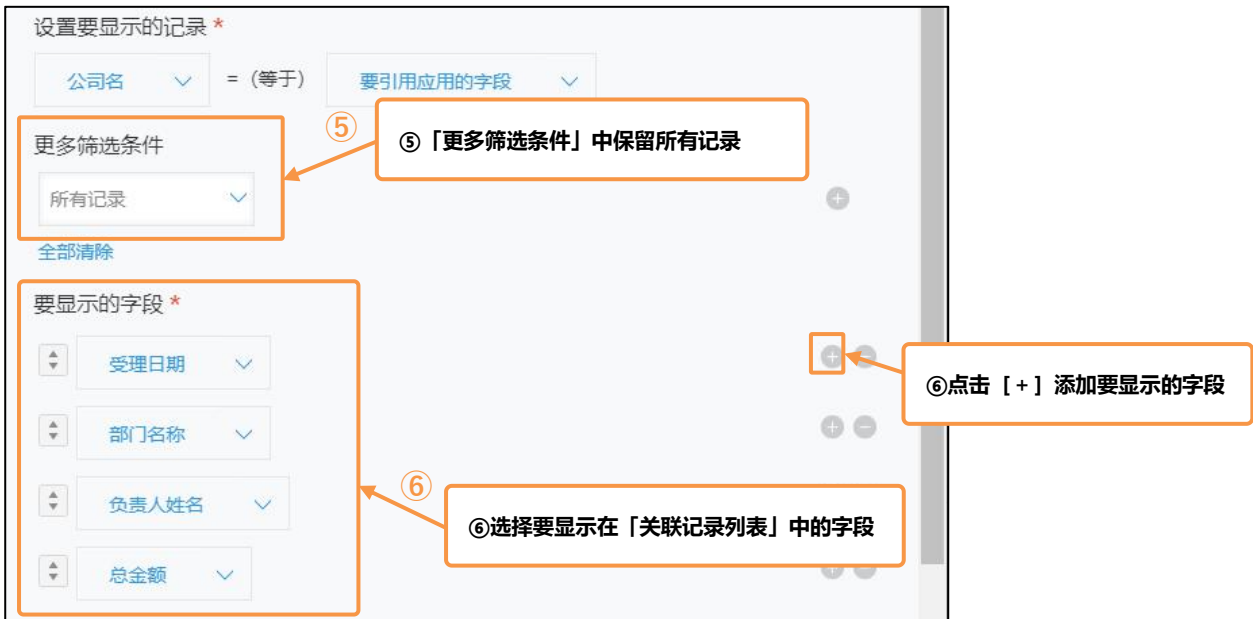 设置要显示的记录 *
公司名 = （等于） 要引用应用的字段
⑤
⑤「更多筛选条件」中保留所有记录
更多筛选条件
所有记录
全部清除
要显示的字段 *
受理日期
⑥点击［+］添加要显示的字段
部门名称
⑥
负责人姓名
⑥选择要显示在「关联记录列表」中的字段
总金额